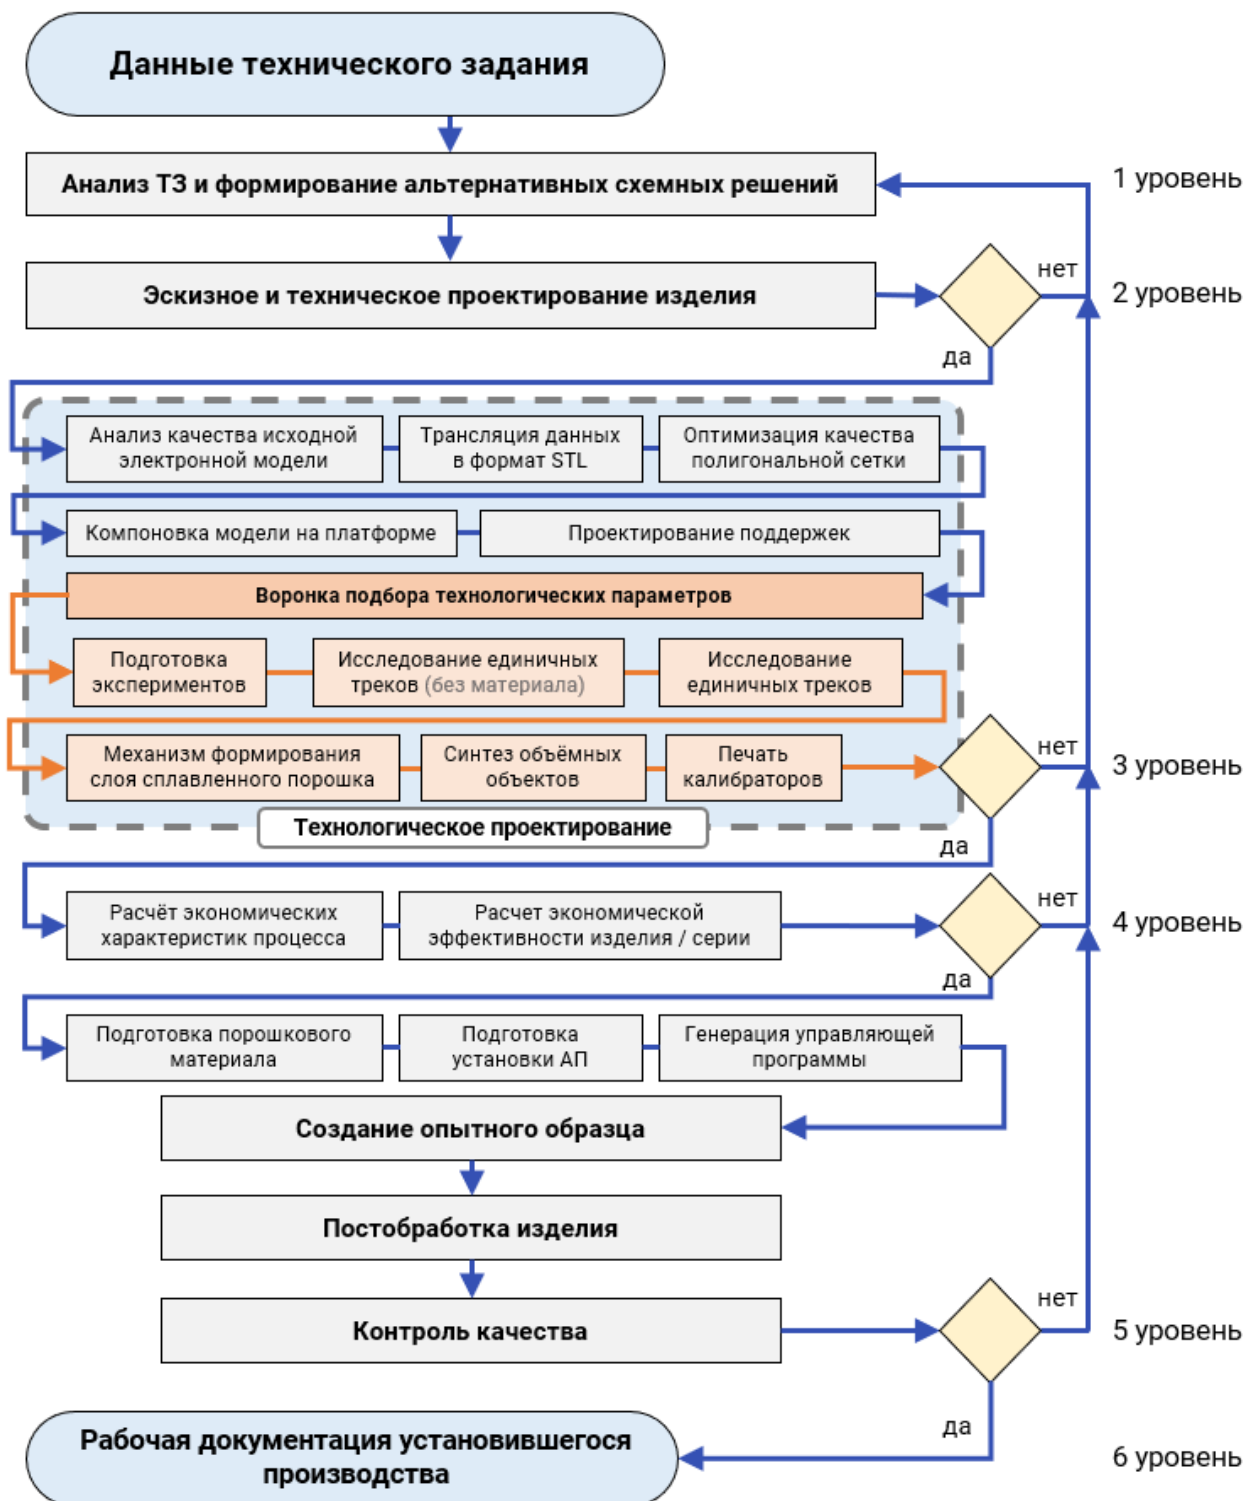 Данные технического задания
Анализ ТЗ и формирование альтернативных схемных решений
1 уровень
Эскизное и техническое проектирование изделия
нет
2 уровень
да
Анализ качества исходной
электронной модели
Трансляция данных
в формат STL
Оптимизация качества
полигональной сетки
Компоновка модели на платформе
Проектирование поддержек
Воронка подбора технологических параметров
Подготовка
экспериментов
Исследование единичных
треков (без материала)
Исследование
единичных треков
Механизм формирования
слоя сплавленного порошка
Синтез объёмных
объектов
Печать
калибраторов
нет
3 уровень
Технологическое проектирование
да
Расчёт экономических
характеристик процесса
Расчет экономической
эффективности изделия / серии
нет
4 уровень
да
Подготовка порошкового
материала
Подготовка
установки АП
Генерация управляющей
программы
Создание опытного образца
Постобработка изделия
Контроль качества
нет
5 уровень
да
Рабочая документация установившегося
производства
6 уровень